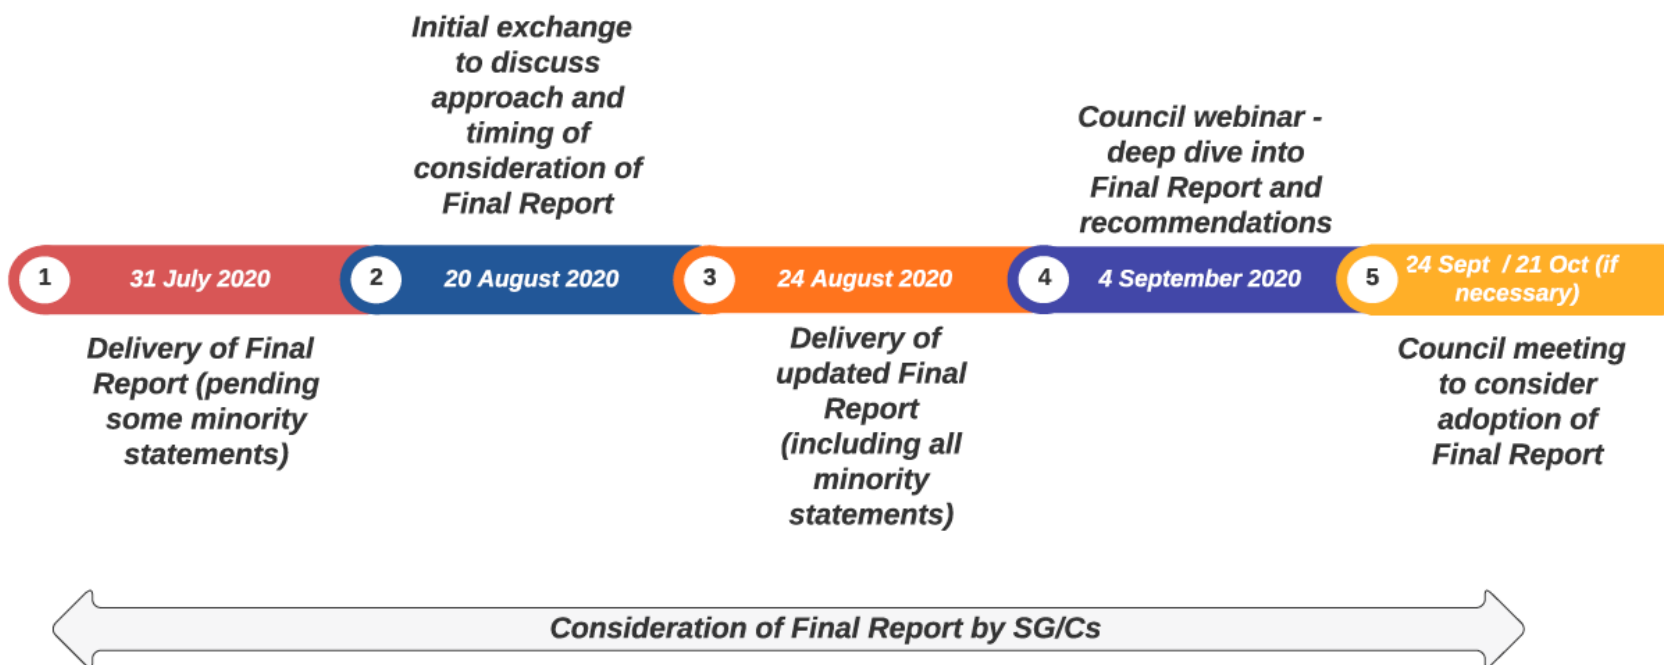 Initial exchange
to discuss
approach and
timing of
consideration of
Final Report
Council webinar -
deep dive into
Final Report and
recommendations
1
31 July 2020
2
20 August 2020
3
24 August 2020
4
4 September 2020
5
24 Sept / 21 Oct (if
necessary)
Delivery of Final
Report (pending
some minority
statements)
Delivery of
updated Final
Report
(including all
minority
statements)
Council meeting
to consider
adoption of
Final Report
Consideration of Final Report by SG/Cs